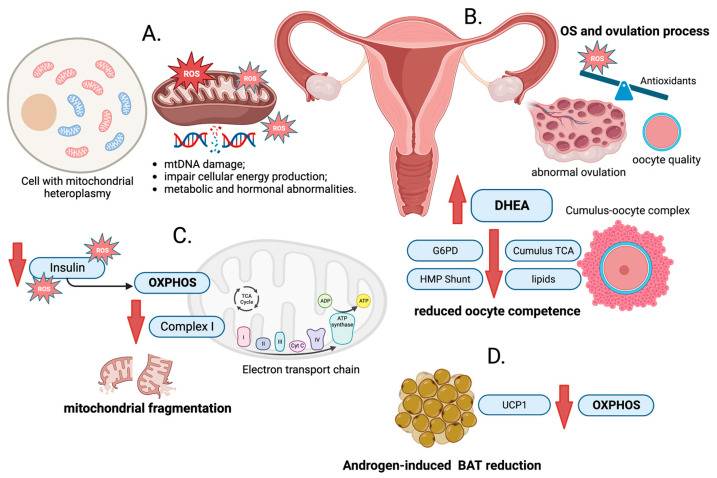 A.
ROS
ROS
ROS
Cell with mitochondrial
heteroplasmy
• mtDNA damage;
• impair cellular energy production;
• metabolic and hormonal abnormalities.
B.
OS and ovulation process
ROS
Antioxidants
abnormal ovulation
oocyte quality
DHEA
Cumulus-oocyte complex
G6PD
Cumulus TCA
HMP Shunt
lipids
reduced oocyte competence
C.
ROS
Insulin
ROS
OXPHOS
Complex I
mitochondrial fragmentation
TCA
Cycle
ADP
ATP
ATP
synthase
I
II
III
Cyt C
IV
Electron transport chain
D.
UCP1
OXPHOS
Androgen-induced BAT reduction